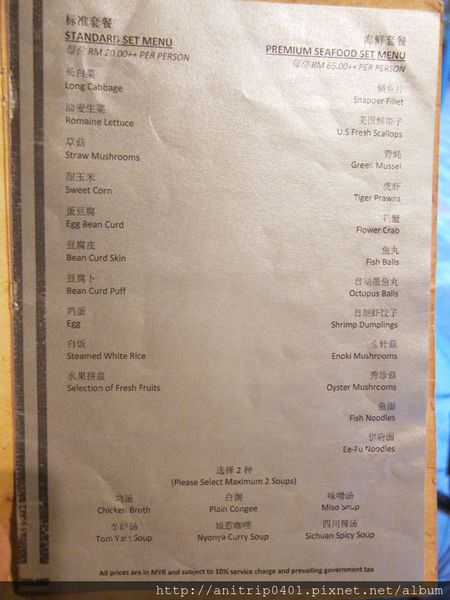 标准套餐
STANDARD SET MENU
每份 RM 20.00++ PER PERSON
长白菜
Long Cabbage
油麦生菜
Romaine Lettuce
草菇
Straw Mushrooms
甜玉米
Sweet Corn
蛋豆腐
Egg Bean Curd
豆腐皮
Bean Curd Skin
豆腐卜
Bean Curd Puff
鸡蛋
Egg
白饭
Steamed White Rice
水果拼盘
Selection of Fresh Fruits
海鲜套餐
PREMIUM SEAFOOD SET MENU
每份 RM 65.00++ PER PERSON
鲷鱼片
Snapper Fillet
美国鲜带子
U.S Fresh Scallops
青蚝
Green Mussel
虎虾
Tiger Prawns
花蟹
Flower Crab
鱼丸
Fish Balls
自制墨鱼丸
Octopus Balls
自制虾饺子
Shrimp Dumplings
金针菇
Enoki Mushrooms
秀珍菇
Oyster Mushrooms
鱼面
Fish Noodles
伊府面
Ee-Fu Noodles
选择 2 种
(Please Select Maximum 2 Soups)
鸡汤
Chicken Broth
白粥
Plain Congee
味噌汤
Miso Soup
冬荫汤
Tom Yam Soup
娘惹咖哩
Nyonya Curry Soup
四川辣汤
Sichuan Spicy Soup
All prices are in MYR and subject to 10% service charge and prevailing government tax
http://anitrip0401.pixnet.net/album